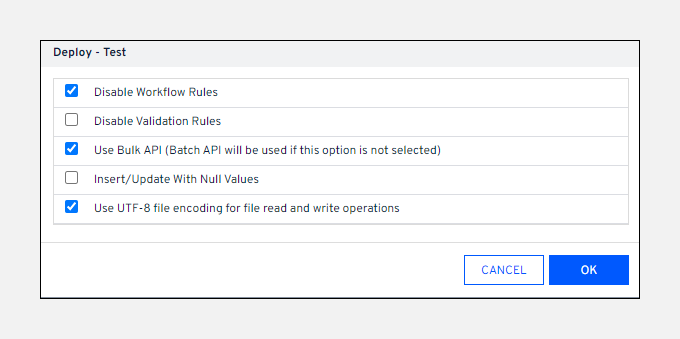 Deploy - Test
Disable Workflow Rules
Disable Validation Rules
Use Bulk API (Batch API will be used if this option is not selected)
Insert/Update With Null Values
Use UTF-8 file encoding for file read and write operations
CANCEL OK